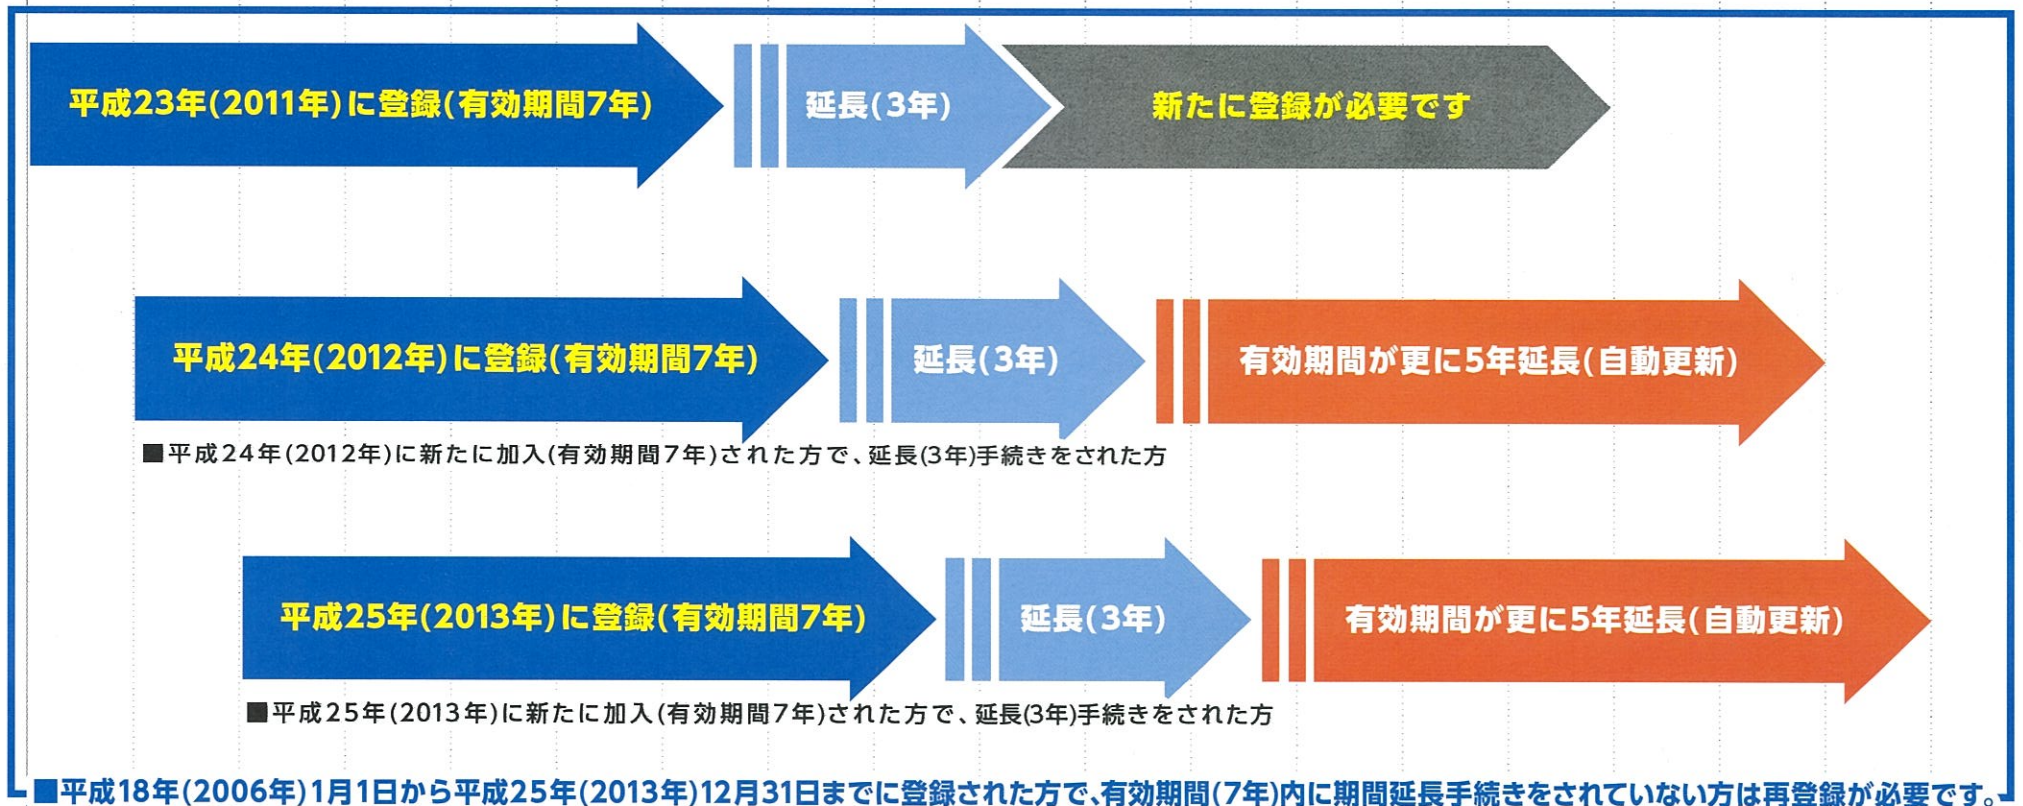 平成23年(2011年)に登録(有効期間7年)
延長(3年)
新たに登録が必要です
平成24年(2012年)に登録(有効期間7年)
延長(3年)
有効期間が更に5年延長(自動更新)
■平成24年(2012年)に新たに加入(有効期間7年)された方で、延長(3年)手続きをされた方
平成25年(2013年)に登録(有効期間7年)
延長(3年)
有効期間が更に5年延長(自動更新)
■平成25年(2013年)に新たに加入(有効期間7年)された方で、延長(3年)手続きをされた方
■平成18年(2006年)1月1日から平成25年(2013年)12月31日までに登録された方で、有効期間(7年)内に期間延長手続きをされていない方は再登録が必要です。